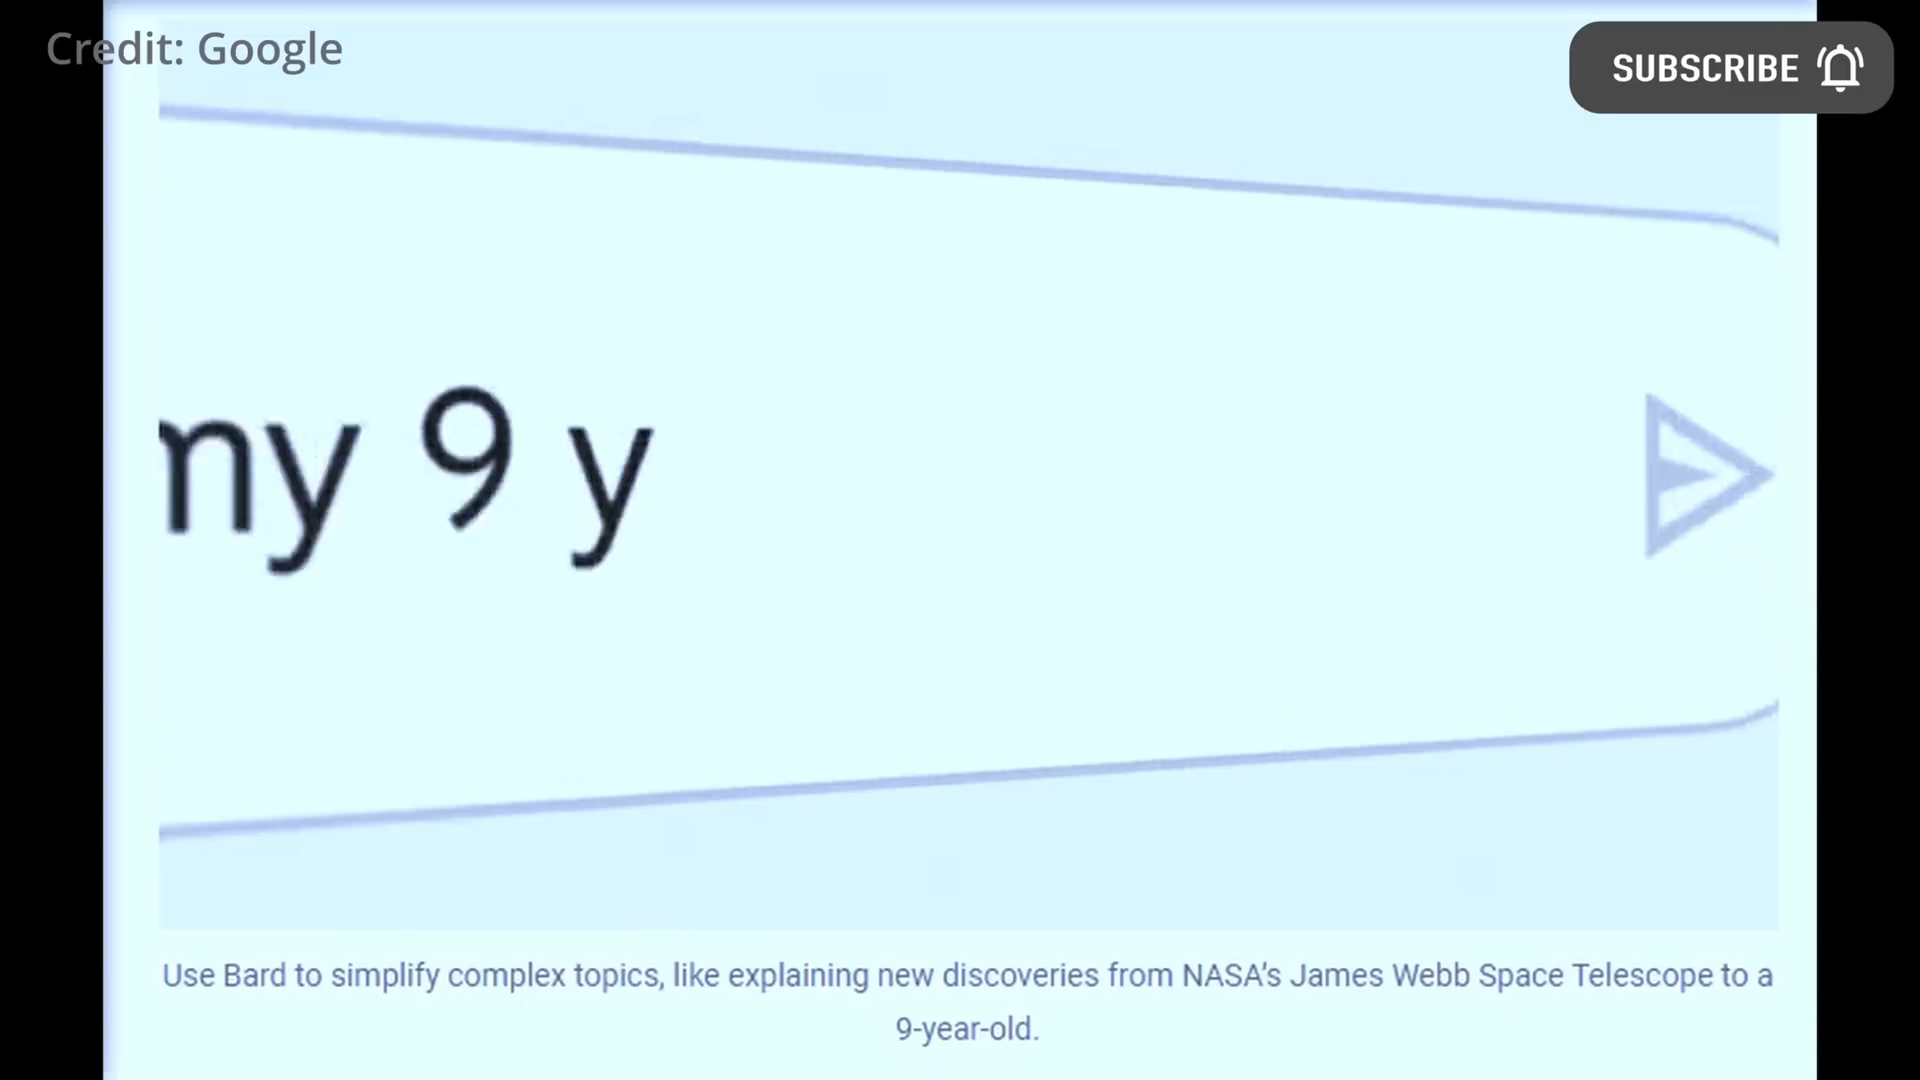 Credit: Google
SUBSCRIBE
my 9 y
Use Bard to simplify complex topics, like explaining new discoveries from NASA’s James Webb Space Telescope to a
9-year-old.